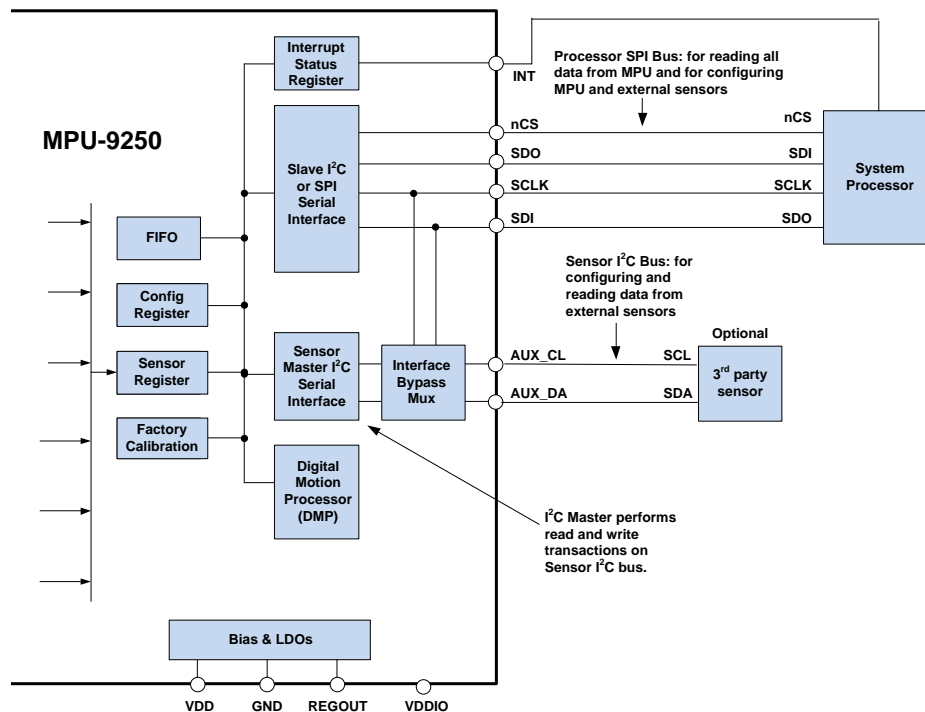 Interrupt
Status
Register
INT
Processor SPI Bus: for reading all
data from MPU and for configuring
MPU and external sensors
MPU-9250
Slave I²C
or SPI
Serial
Interface
nCS
nCS
SDO
SDI
SCLK
SCLK
SDI
SDO
System
Processor
FIFO
Config
Register
Sensor
Register
Factory
Calibration
Sensor
Master I²C
Serial
Interface
Interface
Bypass
Mux
Digital
Motion
Processor
(DMP)
Sensor I²C Bus: for
configuring and
reading data from
external sensors
AUX_CL
SCL
AUX_DA
SDA
Optional
3rd party
sensor
I²C Master performs
read and write
transactions on
Sensor I²C bus.
Bias & LDOs
VDD
GND
REGOUT
VDDIO